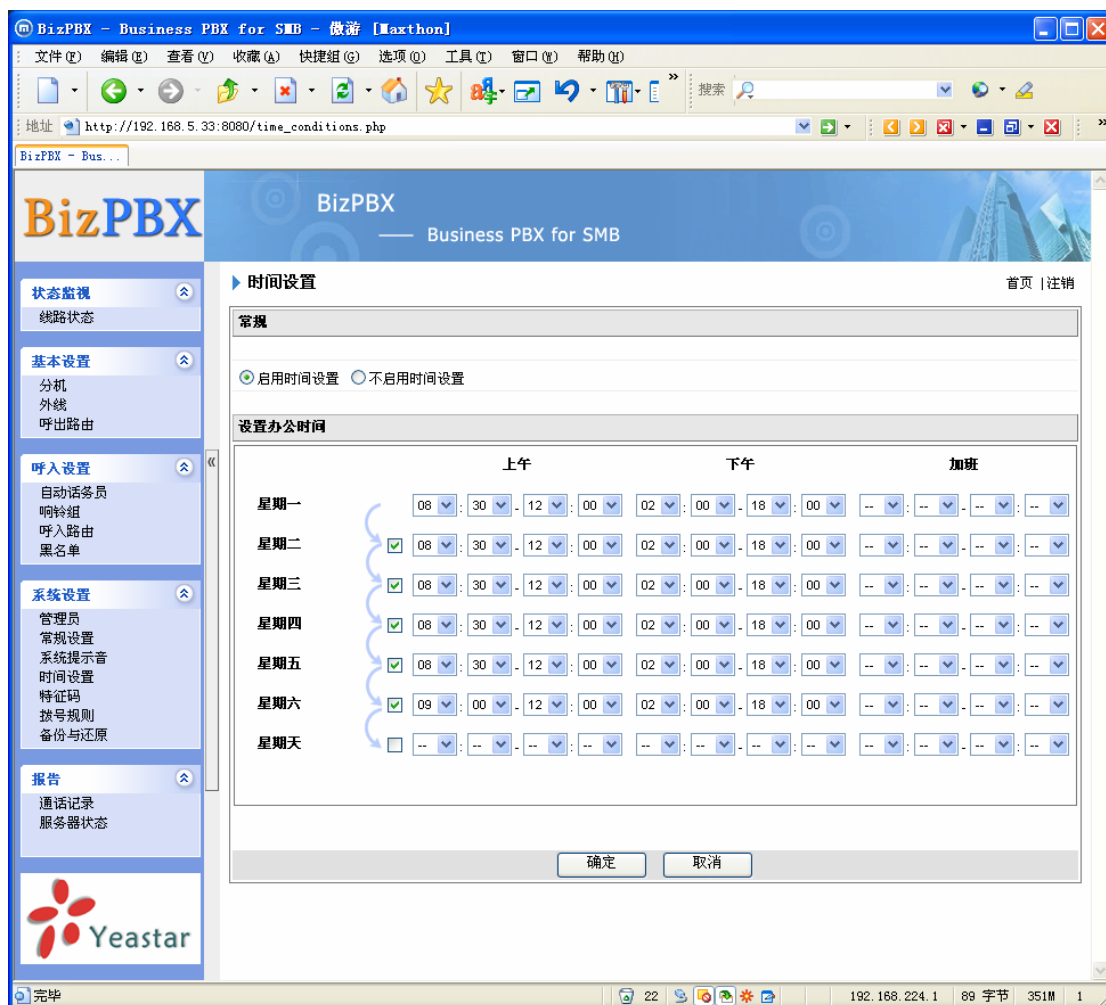 BizPBX - Business PBX for SMB - 傲游 [Maxthon]
文件(F) 编辑(E) 查看(V) 收藏(A) 快捷组(G) 选项(O) 工具(T) 窗口(W) 帮助(H)
» 搜索
地址 http://192.168.5.33:8080/time_conditions.php »
BizPBX - Bus...
BizPBX
BizPBX
—— Business PBX for SMB
时间设置 首页 |注销
状态监视
线路状态
基本设置
分机
外线
呼出路由
呼入设置
自动话务员
响铃组
呼入路由
黑名单
系统设置
管理员
常规设置
系统提示音
时间设置
特征码
拨号规则
备份与还原
报告
通话记录
服务器状态
Yeastar
常规
启用时间设置 不启用时间设置
设置办公时间
上午 下午 加班
星期一 08 : 30 - 12 : 00 02 : 00 - 18 : 00 -- : -- - -- : --
星期二 08 : 30 - 12 : 00 02 : 00 - 18 : 00 -- : -- - -- : --
星期三 08 : 30 - 12 : 00 02 : 00 - 18 : 00 -- : -- - -- : --
星期四 08 : 30 - 12 : 00 02 : 00 - 18 : 00 -- : -- - -- : --
星期五 08 : 30 - 12 : 00 02 : 00 - 18 : 00 -- : -- - -- : --
星期六 09 : 00 - 12 : 00 02 : 00 - 18 : 00 -- : -- - -- : --
星期天 -- : -- - -- : -- -- : -- - -- : -- -- : -- - -- : --
确定 取消
完毕 22 192.168.224.1 89 字节 351M 1